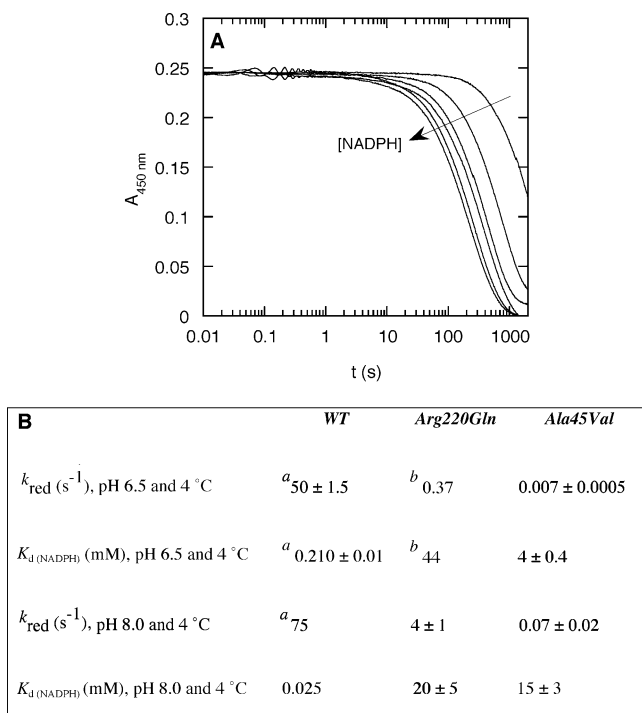 A
0.3
0.25
0.2
0.15
0.1
0.05
0
A450 nm
[NADPH]
0.01 0.1 1 10 100 1000
t (s)
B WT Arg220Gln Ala45Val
kred (s-1), pH 6.5 and 4 °C a50 ± 1.5 b 0.37 0.007 ± 0.0005
Kd (NADPH) (mM), pH 6.5 and 4 °C a 0.210 ± 0.01 b 44 4 ± 0.4
kred (s-1), pH 8.0 and 4 °C a 75 4 ± 1 0.07 ± 0.02
Kd (NADPH) (mM), pH 8.0 and 4 °C 0.025 20 ± 5 15 ± 3